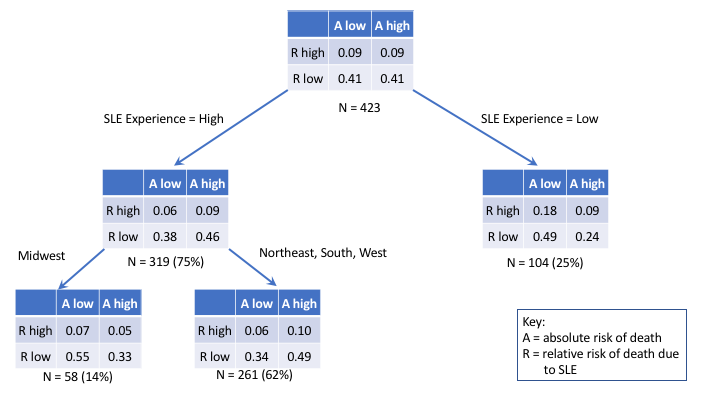 A low A high
R high 0.09 0.09
R low 0.41 0.41
N = 423
SLE Experience = High
SLE Experience = Low
A low A high
R high 0.06 0.09
R low 0.38 0.46
N = 319 (75%)
A low A high
R high 0.18 0.09
R low 0.49 0.24
N = 104 (25%)
Midwest
Northeast, South, West
A low A high
R high 0.07 0.05
R low 0.55 0.33
N = 58 (14%)
A low A high
R high 0.06 0.10
R low 0.34 0.49
N = 261 (62%)
Key:
A = absolute risk of death
R = relative risk of death due
to SLE